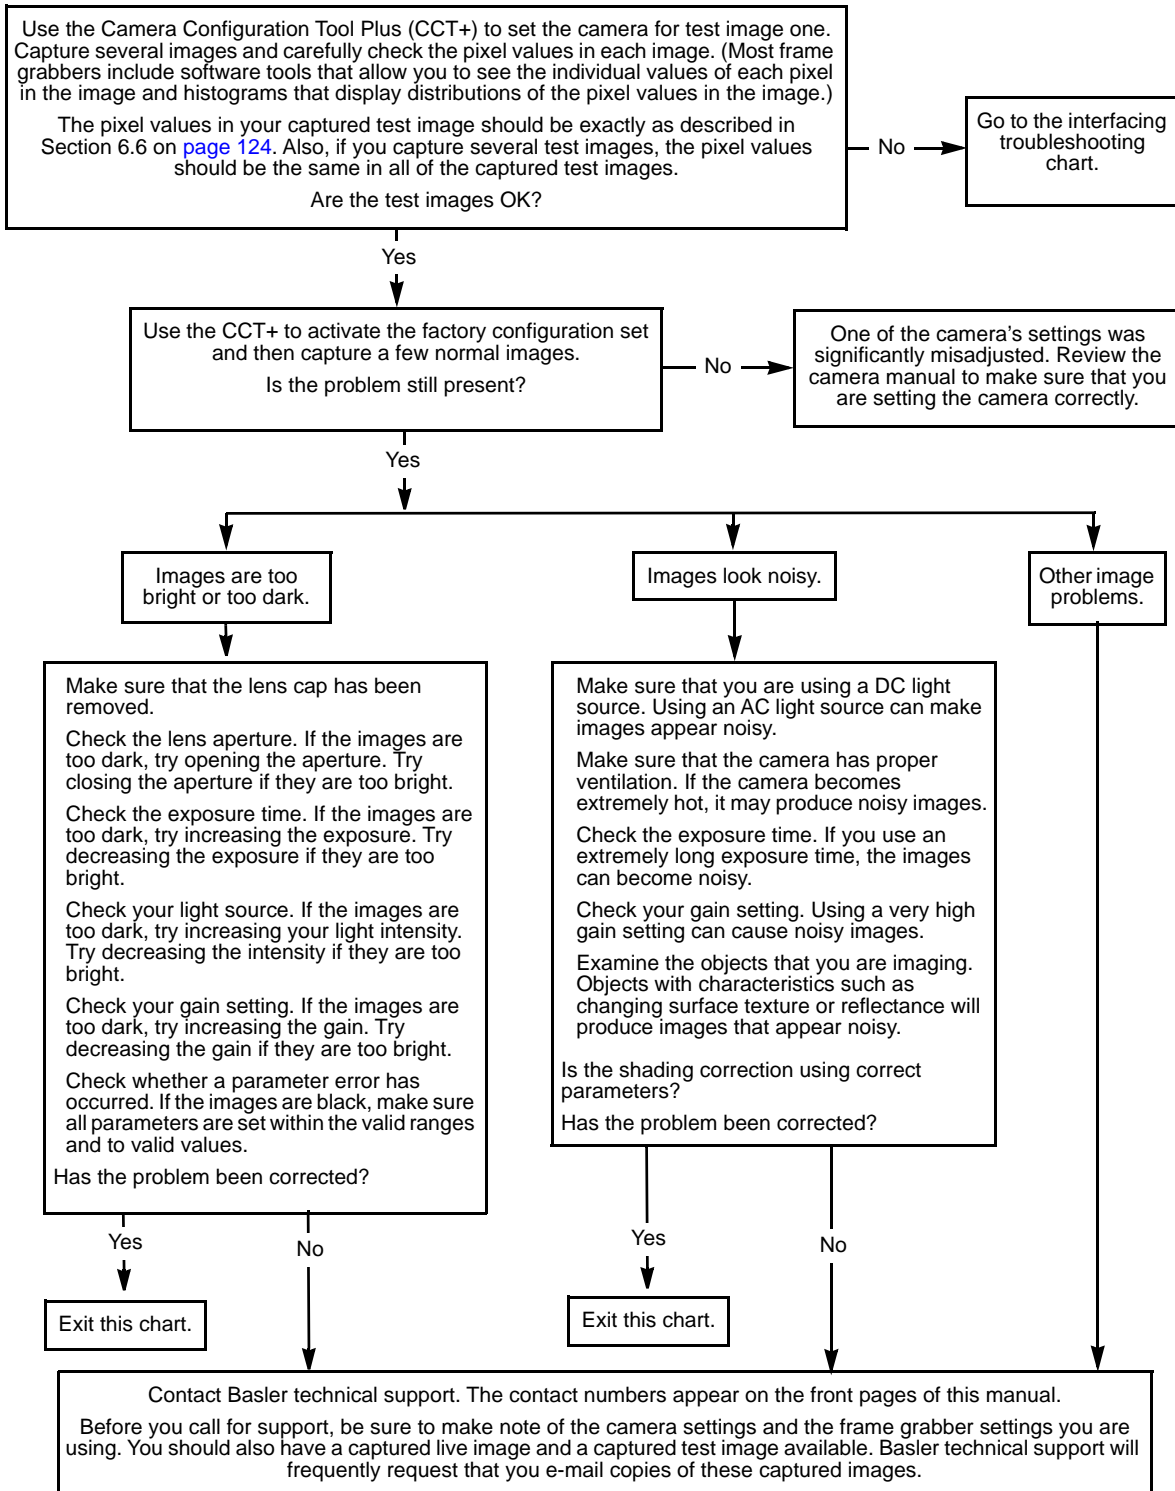 Use the Camera Configuration Tool Plus (CCT+) to set the camera for test image one.
Capture several images and carefully check the pixel values in each image. (Most frame
grabbers include software tools that allow you to see the individual values of each pixel
in the image and histograms that display distributions of the pixel values in the image.)
The pixel values in your captured test image should be exactly as described in
Section 6.6 on page 124. Also, if you capture several test images, the pixel values
should be the same in all of the captured test images.
Are the test images OK?
No
Go to the interfacing
troubleshooting
chart.
Yes
Use the CCT+ to activate the factory configuration set
and then capture a few normal images.
Is the problem still present?
No
One of the camera's settings was
significantly misadjusted. Review the
camera manual to make sure that you
are setting the camera correctly.
Yes
Images are too
bright or too dark.
Images look noisy.
Other image
problems.
Make sure that the lens cap has been
removed.
Check the lens aperture. If the images are
too dark, try opening the aperture. Try
closing the aperture if they are too bright.
Check the exposure time. If the images are
too dark, try increasing the exposure. Try
decreasing the exposure if they are too
bright.
Check your light source. If the images are
too dark, try increasing your light intensity.
Try decreasing the intensity if they are too
bright.
Check your gain setting. If the images are
too dark, try increasing the gain. Try
decreasing the gain if they are too bright.
Check whether a parameter error has
occurred. If the images are black, make sure
all parameters are set within the valid ranges
and to valid values.
Has the problem been corrected?
Make sure that you are using a DC light
source. Using an AC light source can make
images appear noisy.
Make sure that the camera has proper
ventilation. If the camera becomes
extremely hot, it may produce noisy images.
Check the exposure time. If you use an
extremely long exposure time, the images
can become noisy.
Check your gain setting. Using a very high
gain setting can cause noisy images.
Examine the objects that you are imaging.
Objects with characteristics such as
changing surface texture or reflectance will
produce images that appear noisy.
Is the shading correction using correct
parameters?
Has the problem been corrected?
Yes
No
Yes
No
Exit this chart.
Exit this chart.
Contact Basler technical support. The contact numbers appear on the front pages of this manual.
Before you call for support, be sure to make note of the camera settings and the frame grabber settings you are
using. You should also have a captured live image and a captured test image available. Basler technical support will
frequently request that you e-mail copies of these captured images.